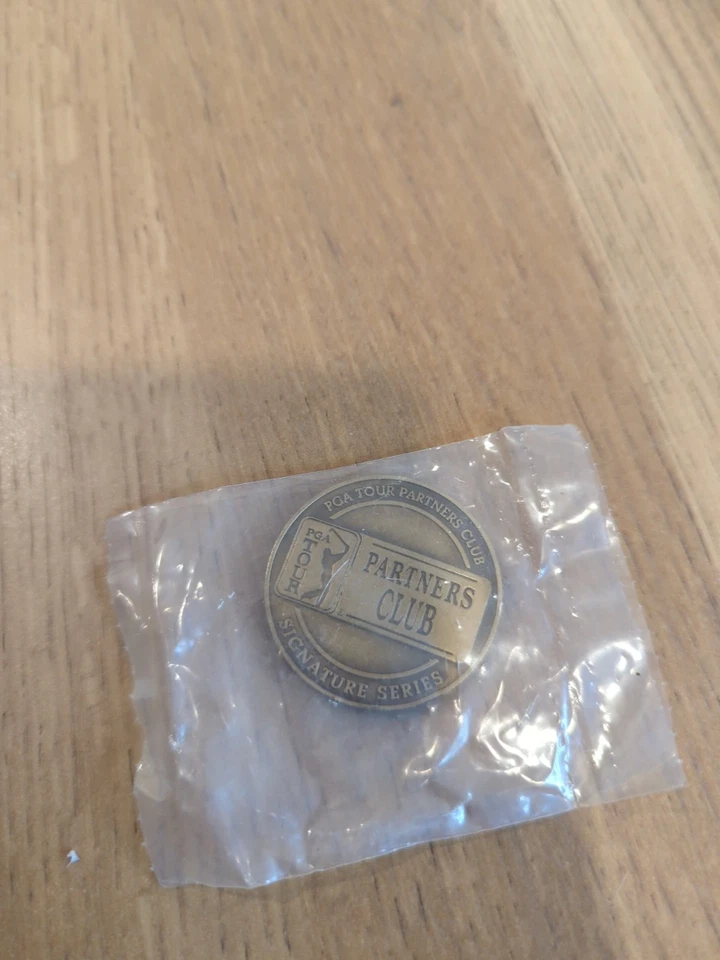 PGA TOUR PARTNERS CLUB
PGA
TOUR
PARTNERS
CLUB
SIGNATURE SERIES